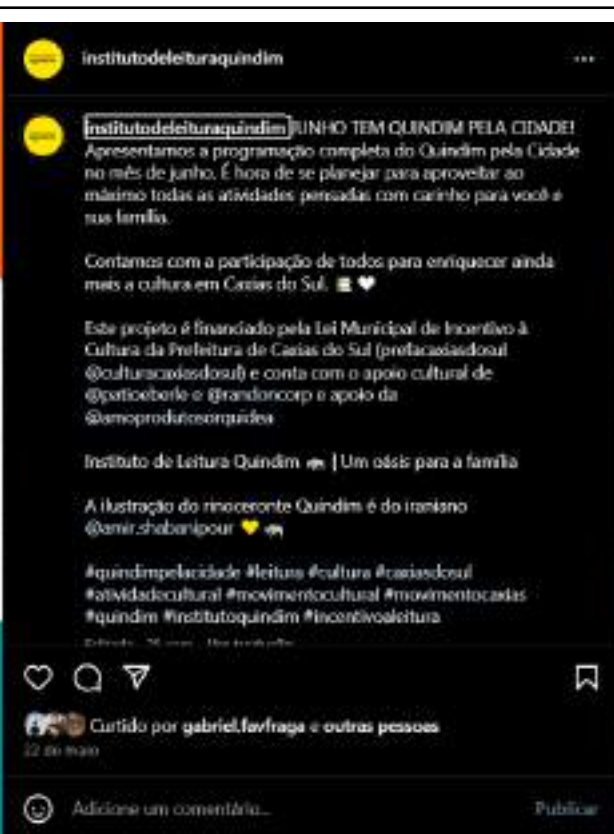 institutodeleituraquindim
institutodeleituraquindim JUNHO TEM QUINDIM PELA CIDADE!
Apresentamos a programação completa do Quindim pela Cidade
no mês de junho. É hora de se planejar para aproveitar ao
máximo todas as atividades pensadas com carinho para você e
sua família.
Contamos com a participação de todos para enriquecer ainda
mais a cultura em Caxias do Sul.
Este projeto é financiado pela Lei Municipal de Incentivo à
Cultura da Prefeitura de Caxias do Sul (prefacaxiasdosul
@culturacaxiasdosul) e conta com o apoio cultural de
@patioeberle e @randoncorp e apoio da
@amoprodutosorquidea
Instituto de Leitura Quindim | Um oásis para a família
A ilustração do rinoceronte Quindim é do iraniano
@amir.shabanipour
#quindimpelacidade #leitura #cultura #caxiasdosul
#atividadecultural #movimentocultural #movimentocaxias
#quindim #institutoquindim #incentivoaleitura
Curtido por gabriel.favfraga e outras pessoas
22 de maio
Adicione um comentário...
Publicar